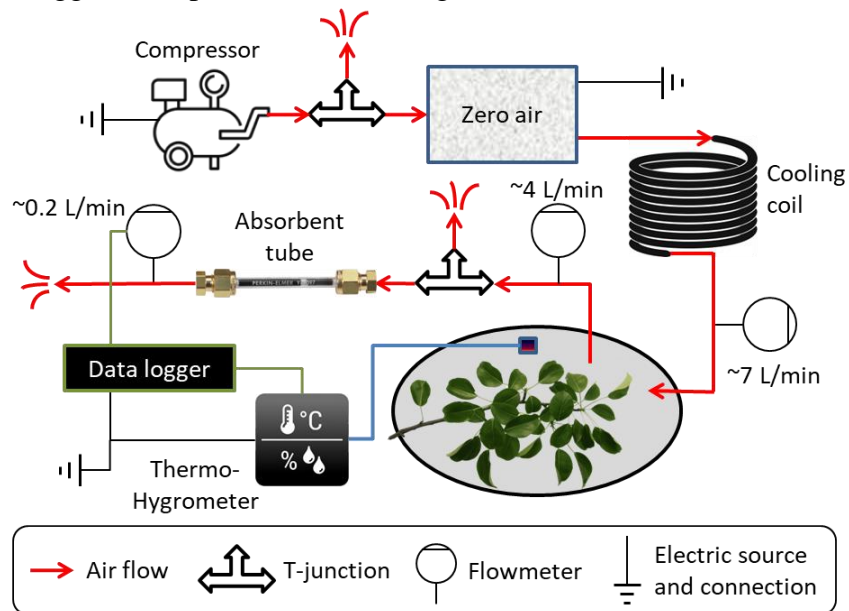 Compressor
Zero air
Cooling
coil
~0.2 L/min
Absorbent
tube
~4 L/min
~7 L/min
Data logger
°C
%
Thermo-
Hygrometer
Air flow
T-junction
Flowmeter
Electric source
and connection